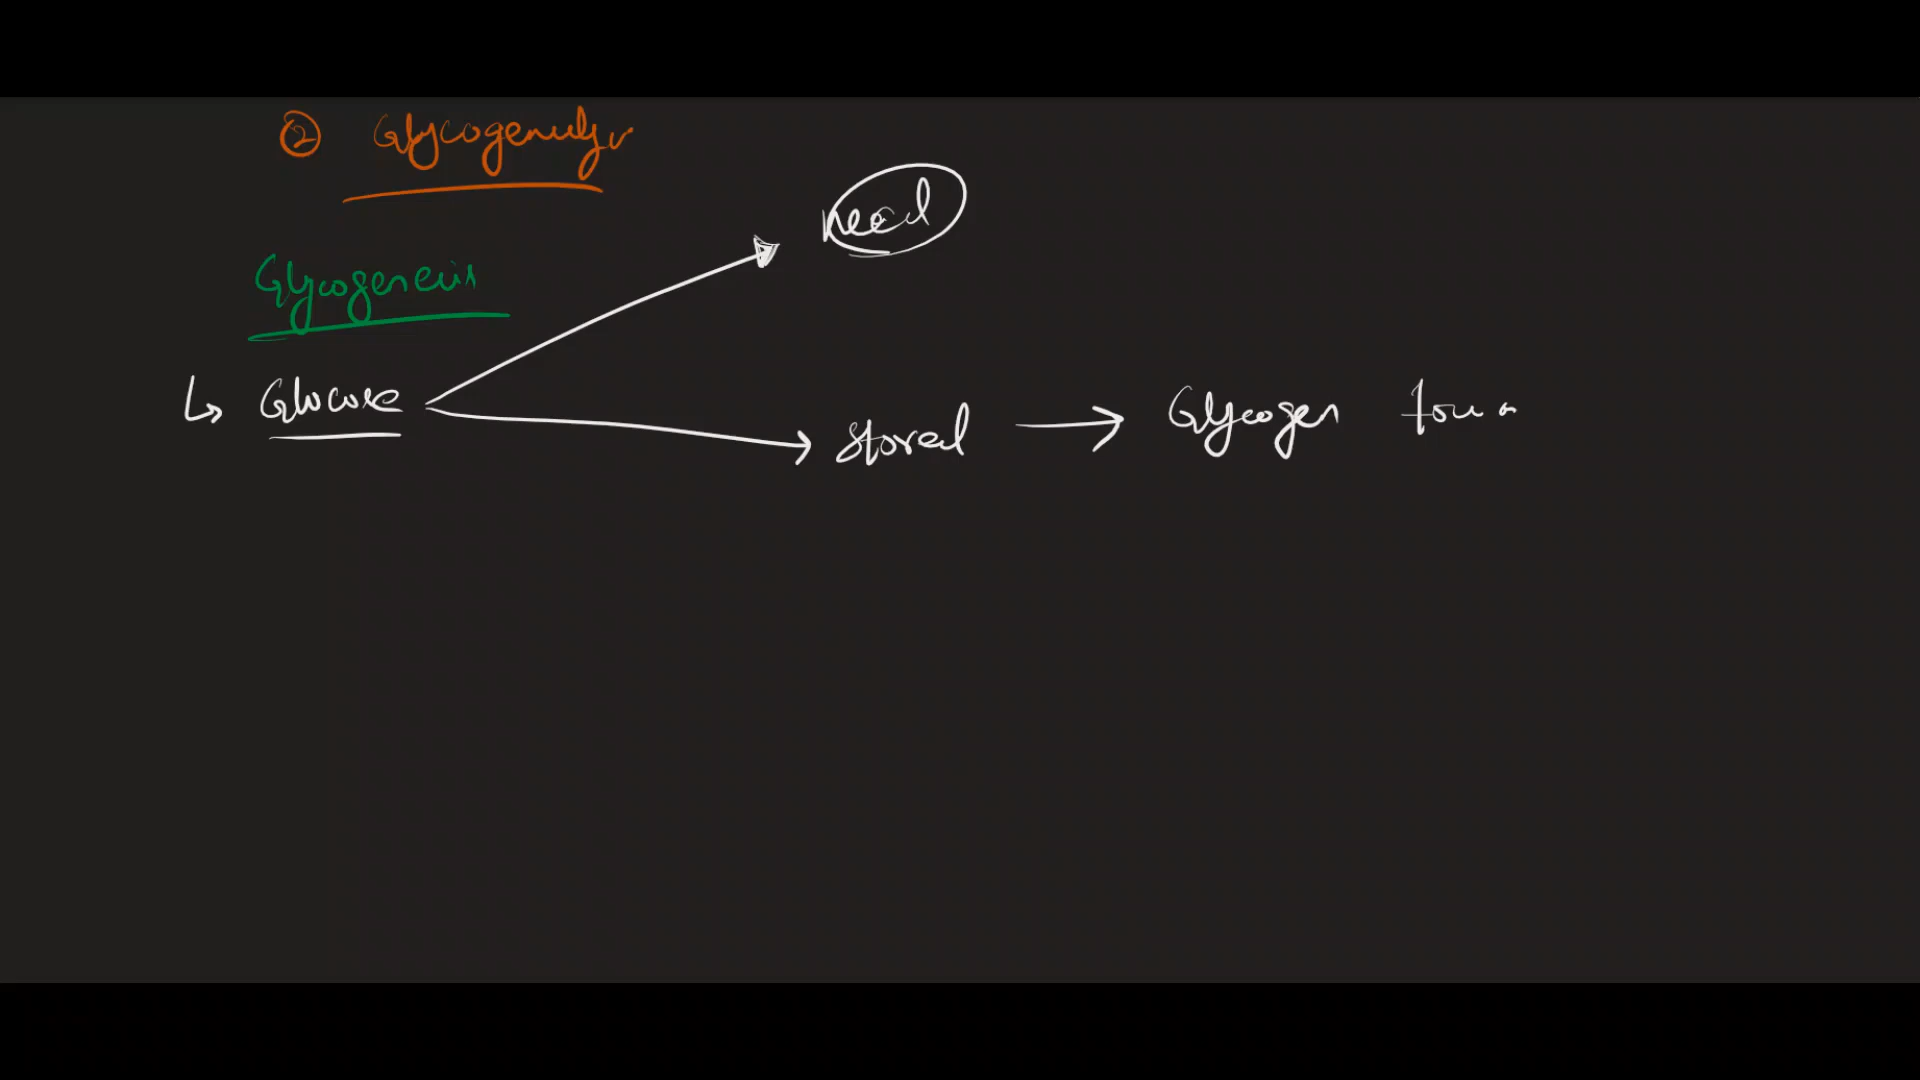 ② Glycogenolysis
Glycogenesis
↳ Glucose
need
stored → Glycogen form